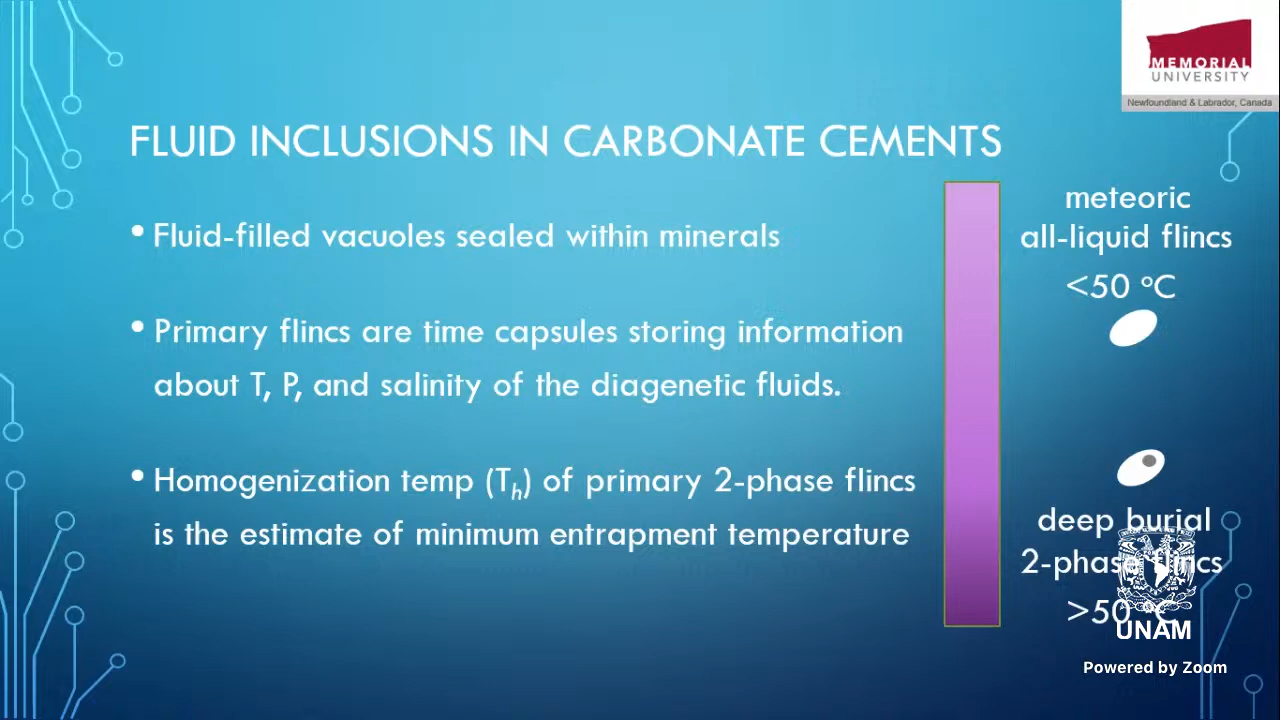 MEMORIAL
UNIVERSITY
Newfoundland & Labrador, Canada
FLUID INCLUSIONS IN CARBONATE CEMENTS
• Fluid-filled vacuoles sealed within minerals
• Primary flincs are time capsules storing information
about T, P, and salinity of the diagenetic fluids.
• Homogenization temp (Th) of primary 2-phase flincs
is the estimate of minimum entrapment temperature
meteoric
all-liquid flincs
<50 °C
deep burial
2-phase flincs
>50 °C
UNAM
Powered by Zoom